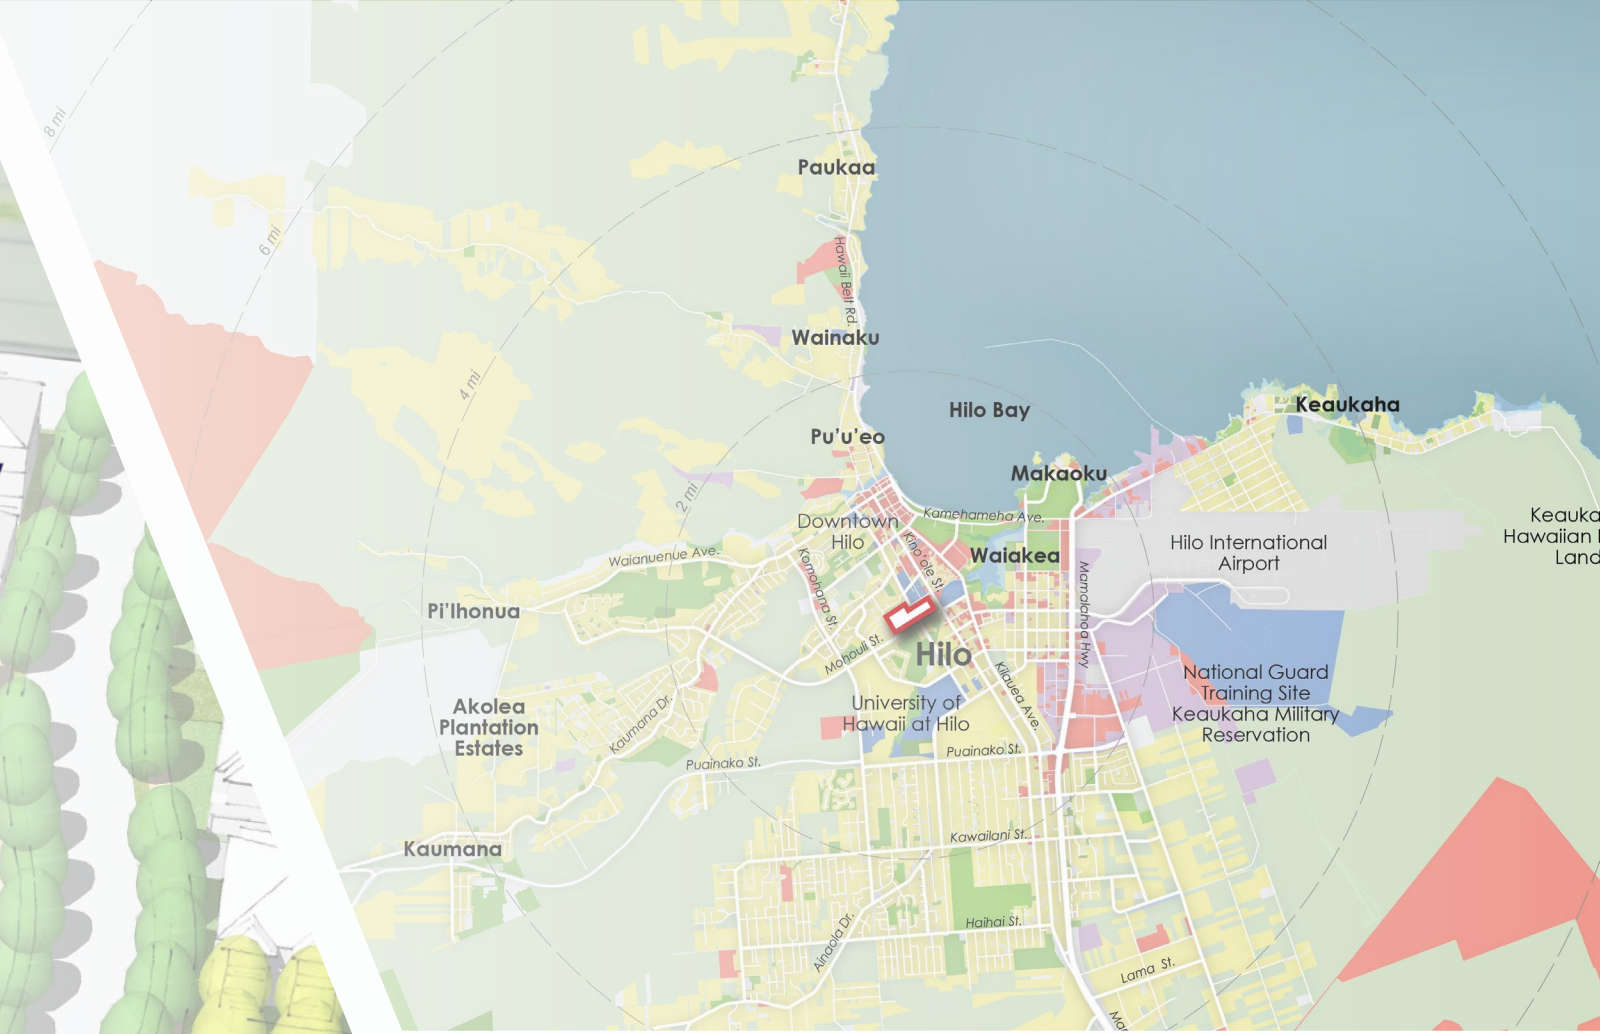 8 mi
Paukaa
6 mi
Hawaii Belt Rd.
Wainaku
4 mi
Hilo Bay
Keaukaha
Pu'u'eo
Makaoku
2 mi
Kamehameha Ave.
Downtown
Hilo
Keauka
Hawaiian
Land
Hilo International
Airport
Waianuenue Ave.
Kino'ole St.
Waiakea
Komohana St.
Mamalahoa Hwy
Pi'Ihonua
Mohouli St.
Hilo
National Guard
Training Site
Keaukaha Military
Reservation
Kilauea Ave.
University of
Hawaii at Hilo
Akolea
Plantation
Estates
Kaumana Dr.
Puainako St.
Puainako St.
Kawailani St.
Kaumana
Haihai St.
Ainaola Dr.
Lama St.